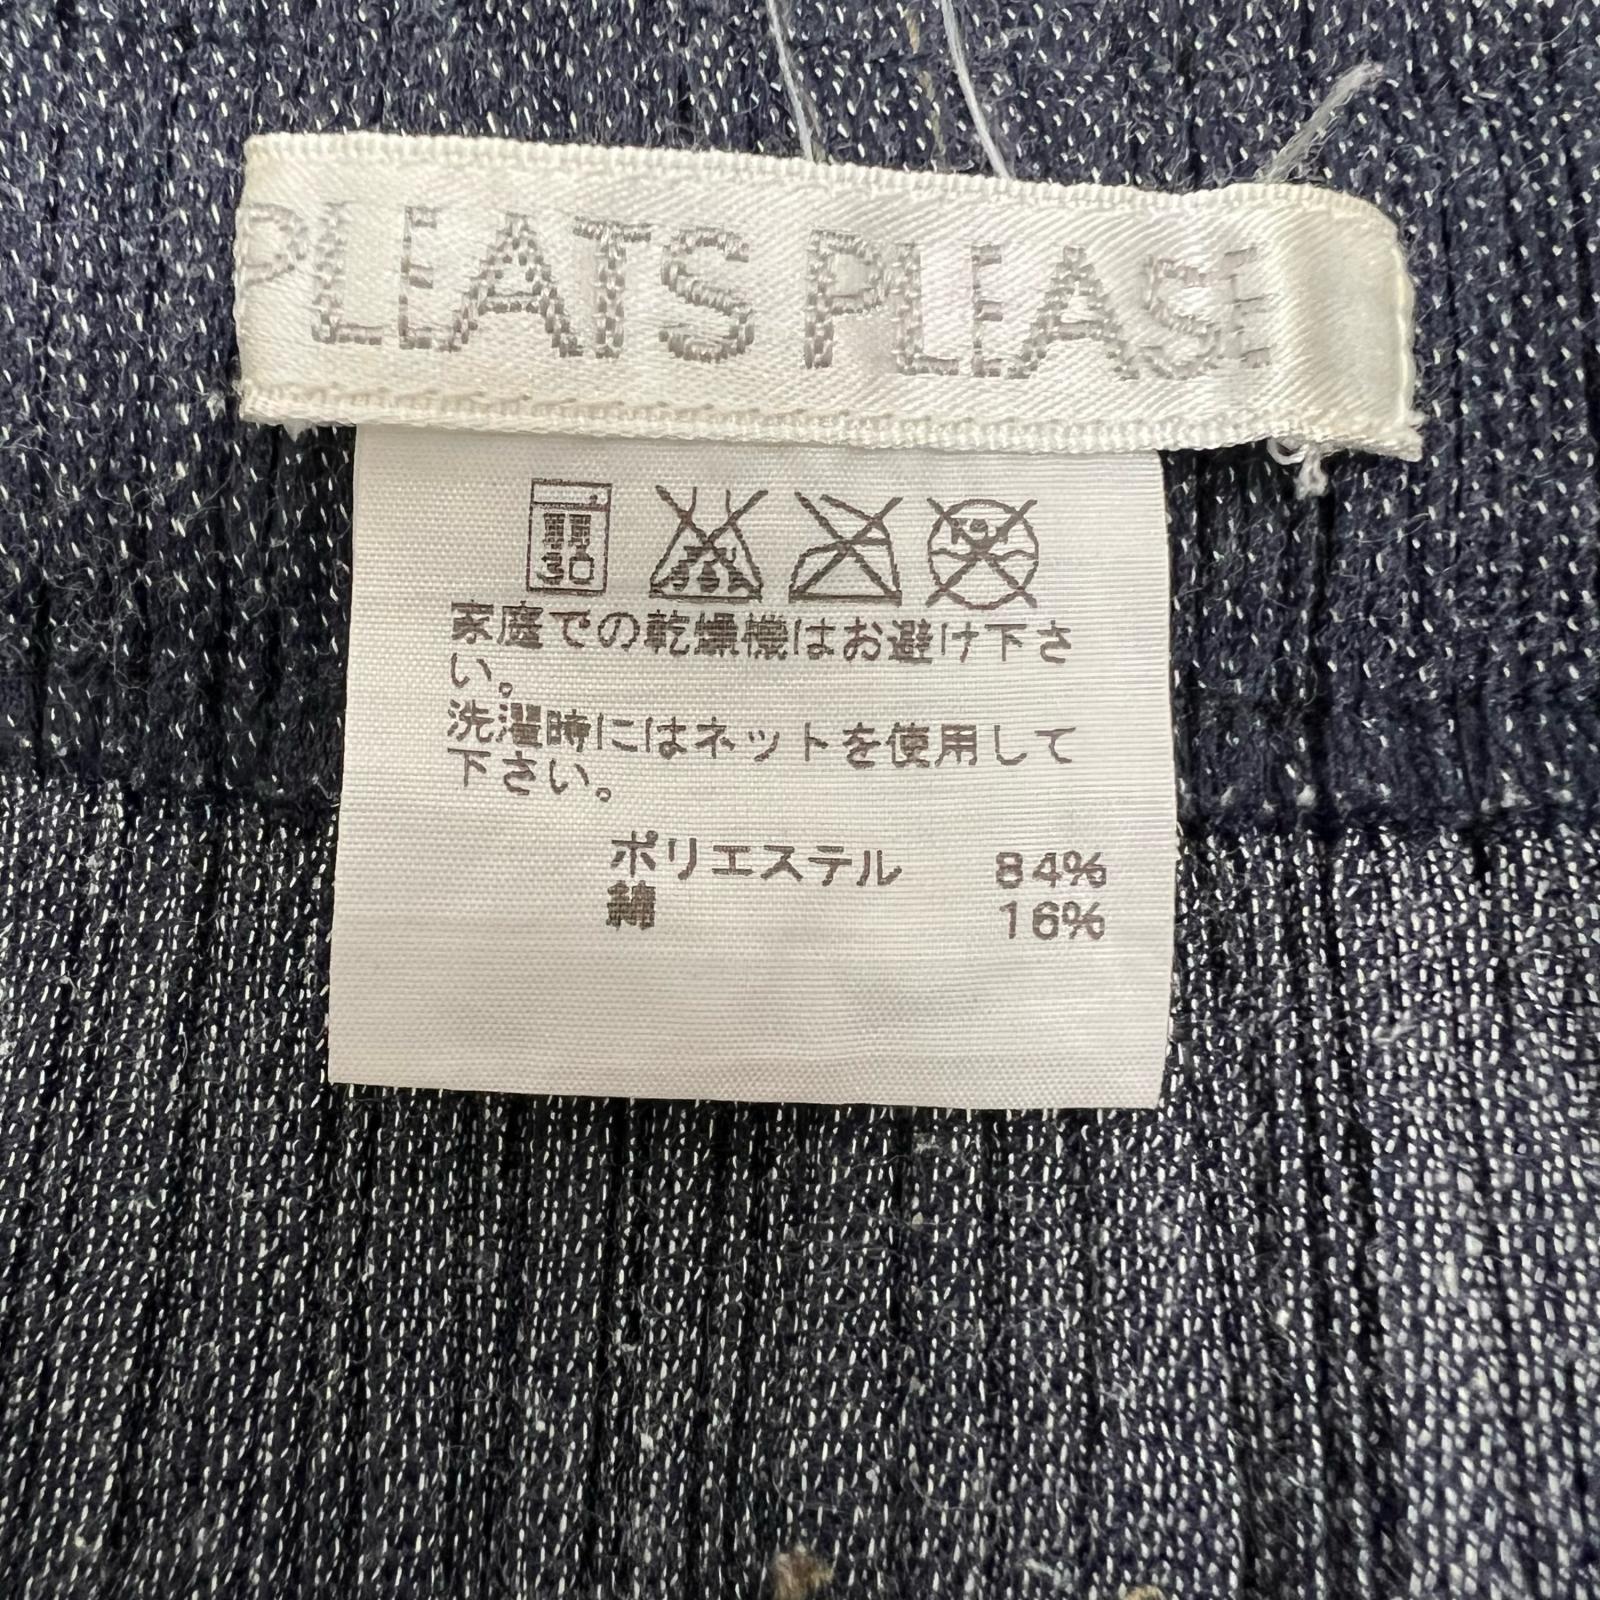 PLEATS PLEASE
弱
30
家庭での乾燥機はお避け下さ
い。
洗濯時にはネットを使用して
下さい。
ポリエステル 84%
綿 16%